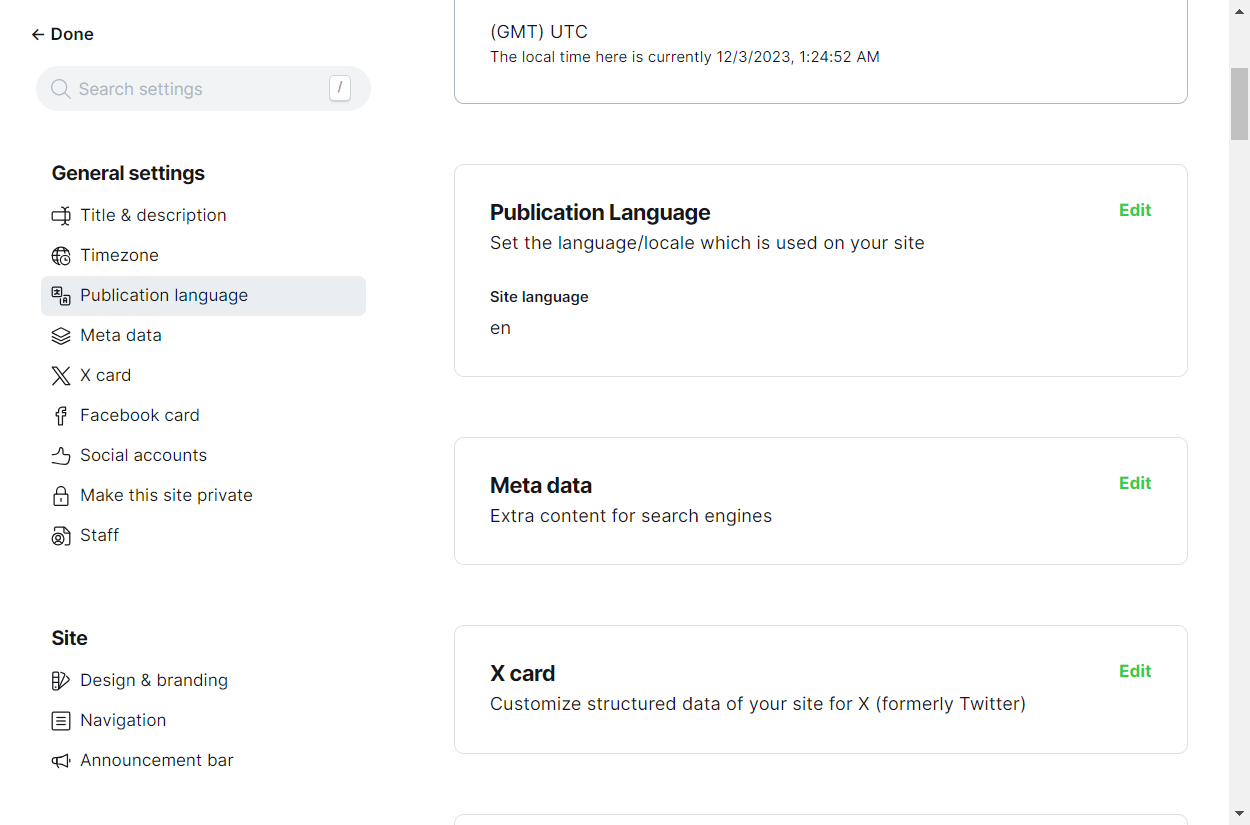 Done
Search settings
/
General settings
Title & description
Timezone
Publication language
Meta data
X card
Facebook card
Social accounts
Make this site private
Staff
Site
Design & branding
Navigation
Announcement bar
(GMT) UTC
The local time here is currently 12/3/2023, 1:24:52 AM
Publication Language
Edit
Set the language/locale which is used on your site
Site language
en
Meta data
Edit
Extra content for search engines
X card
Edit
Customize structured data of your site for X (formerly Twitter)